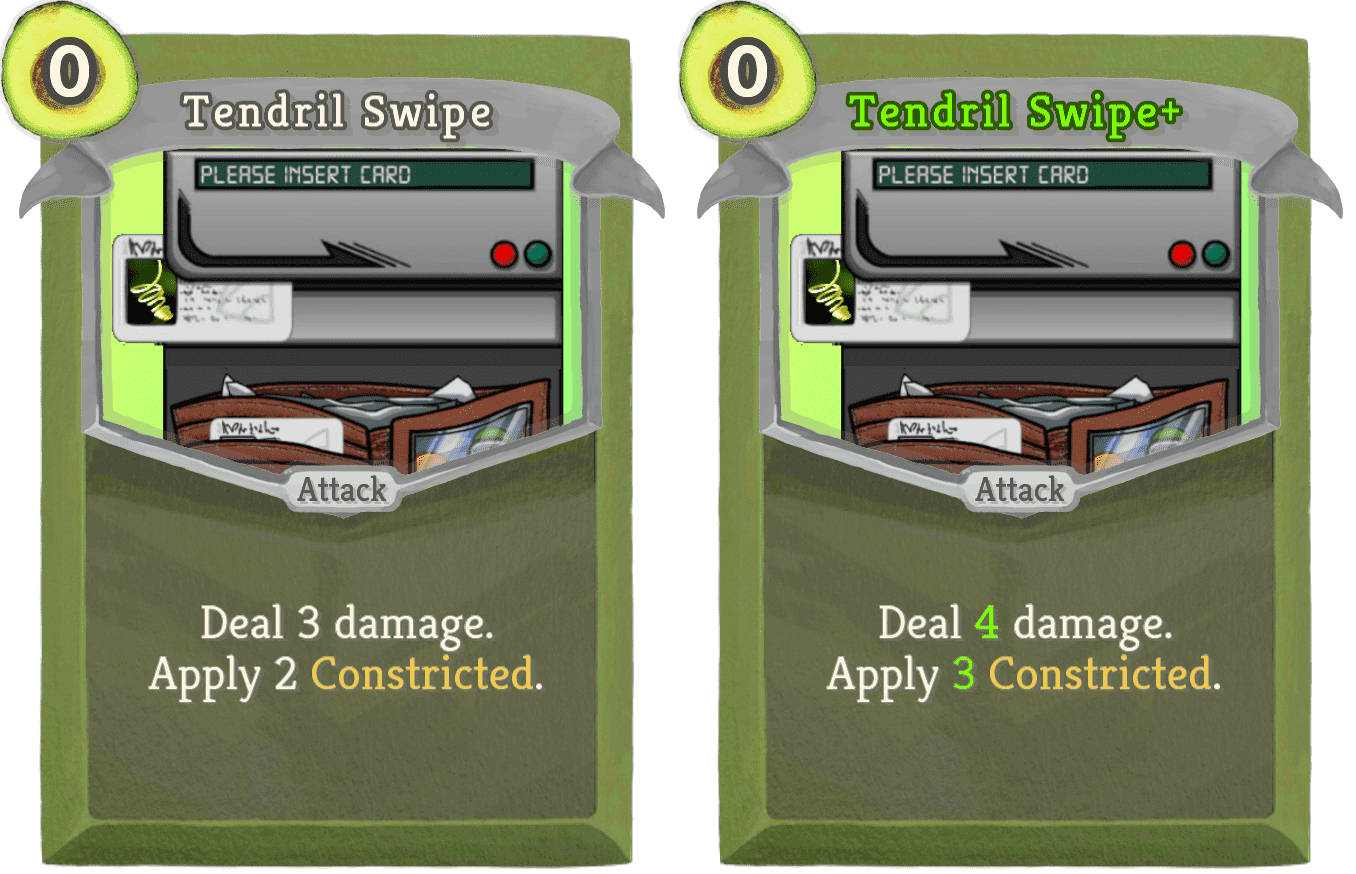 0
Tendril Swipe
PLEASE INSERT CARD
Attack
Deal 3 damage.
Apply 2 Constricted.
0
Tendril Swipe+
PLEASE INSERT CARD
Attack
Deal 4 damage.
Apply 3 Constricted.